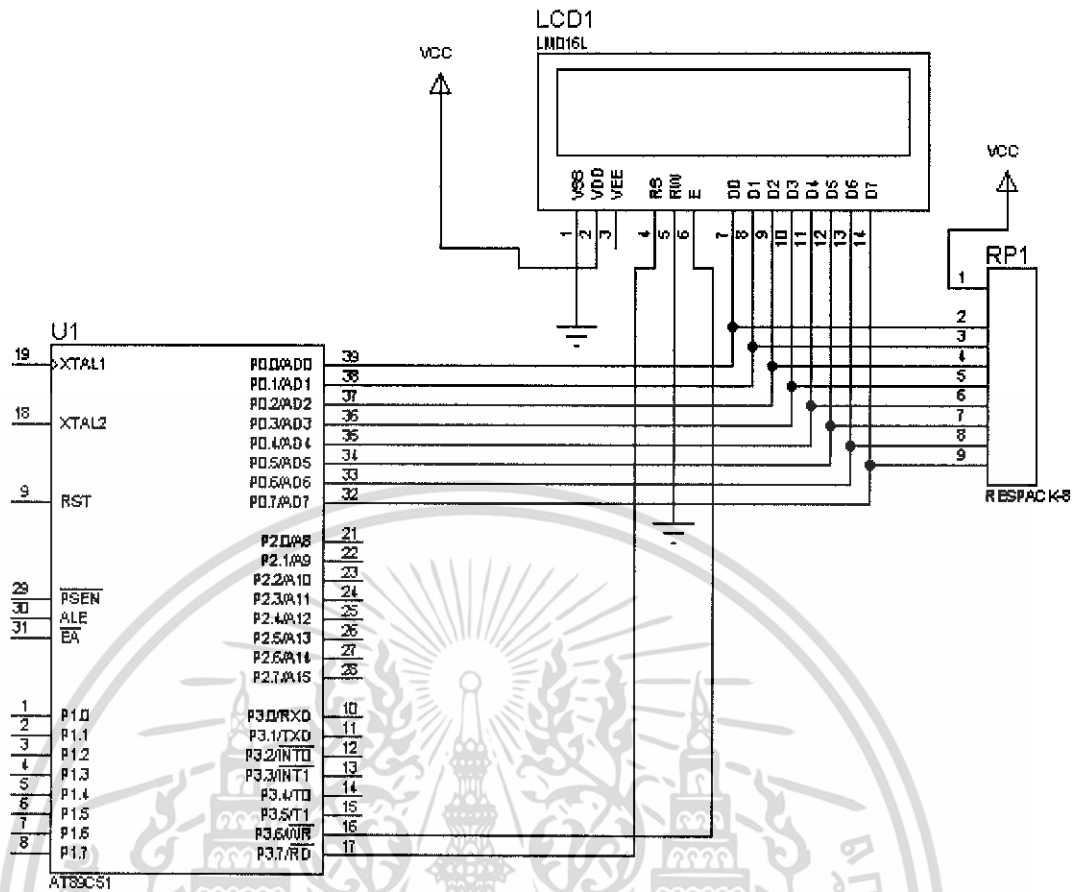 LCD1
LM016L
VCC
VSS
VDD
VEE
RS
RW
E
D0
D1
D2
D3
D4
D5
D6
D7
1
2
3
4
5
6
7
8
9
10
11
12
13
14
VCC
RP1
1
2
3
4
5
6
7
8
9
RESPACK-8
U1
19 XTAL1
18 XTAL2
9 RST
29 PSEN
30 ALE
31 EA
1 P1.0
2 P1.1
3 P1.2
4 P1.3
5 P1.4
6 P1.5
7 P1.6
8 P1.7
P0.0/AD0 39
P0.1/AD1 38
P0.2/AD2 37
P0.3/AD3 36
P0.4/AD4 35
P0.5/AD5 34
P0.6/AD6 33
P0.7/AD7 32
P2.0/A8 21
P2.1/A9 22
P2.2/A10 23
P2.3/A11 24
P2.4/A12 25
P2.5/A13 26
P2.6/A14 27
P2.7/A15 28
P3.0/RXD 10
P3.1/TXD 11
P3.2/INT0 12
P3.3/INT1 13
P3.4/T0 14
P3.5/T1 15
P3.6/WR 16
P3.7/RD 17
AT89C51